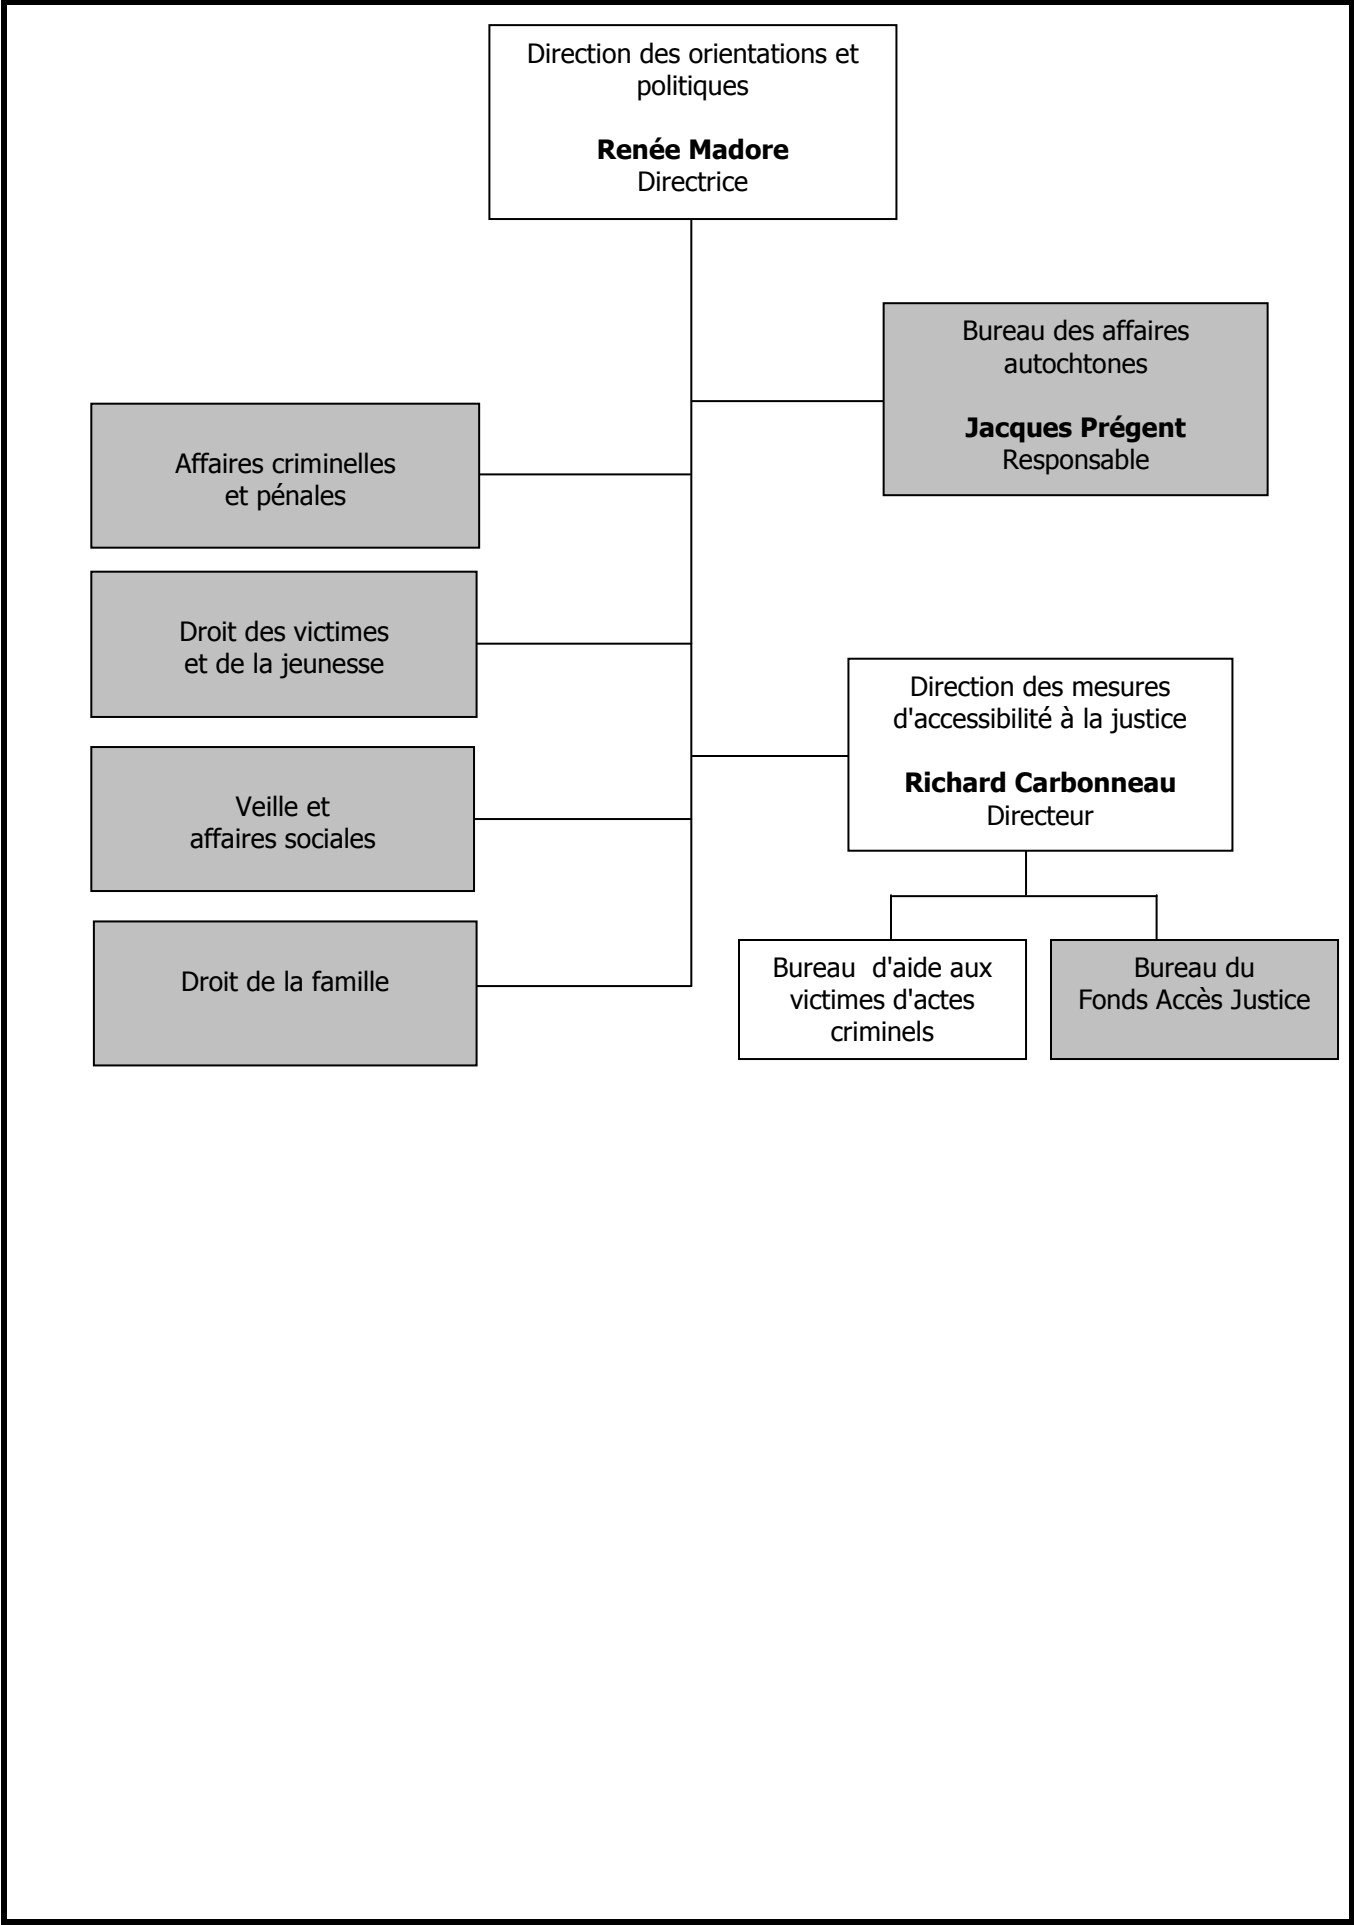 Direction des orientations et
politiques
Renée Madore
Directrice
Bureau des affaires
autochtones
Jacques Prégent
Responsable
Affaires criminelles
et pénales
Droit des victimes
et de la jeunesse
Direction des mesures
d'accessibilité à la justice
Richard Carbonneau
Directeur
Veille et
affaires sociales
Droit de la famille
Bureau  d'aide aux
victimes d'actes
criminels
Bureau du
Fonds Accès Justice